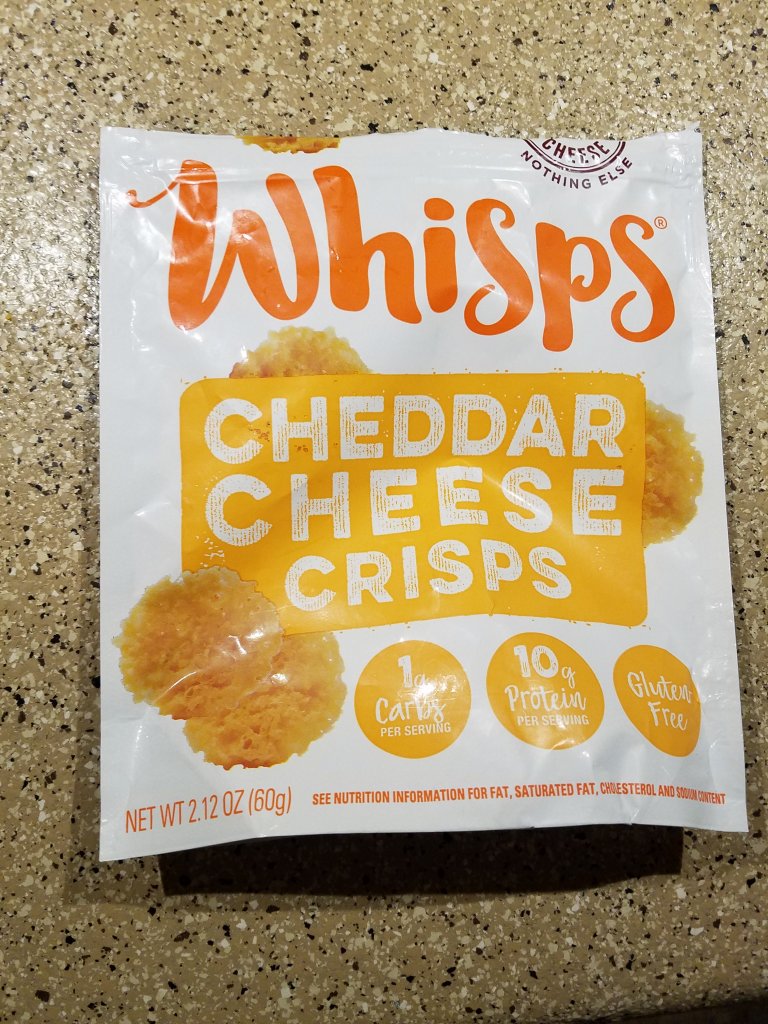 CHEESE
NOTHING ELSE
Whisps®
CHEDDAR
CHEESE
CRISPS
1g
Carbs
PER SERVING
10g
Protein
PER SERVING
Gluten
Free
NET WT 2.12 OZ (60g)
SEE NUTRITION INFORMATION FOR FAT, SATURATED FAT, CHOLESTEROL AND SODIUM CONTENT